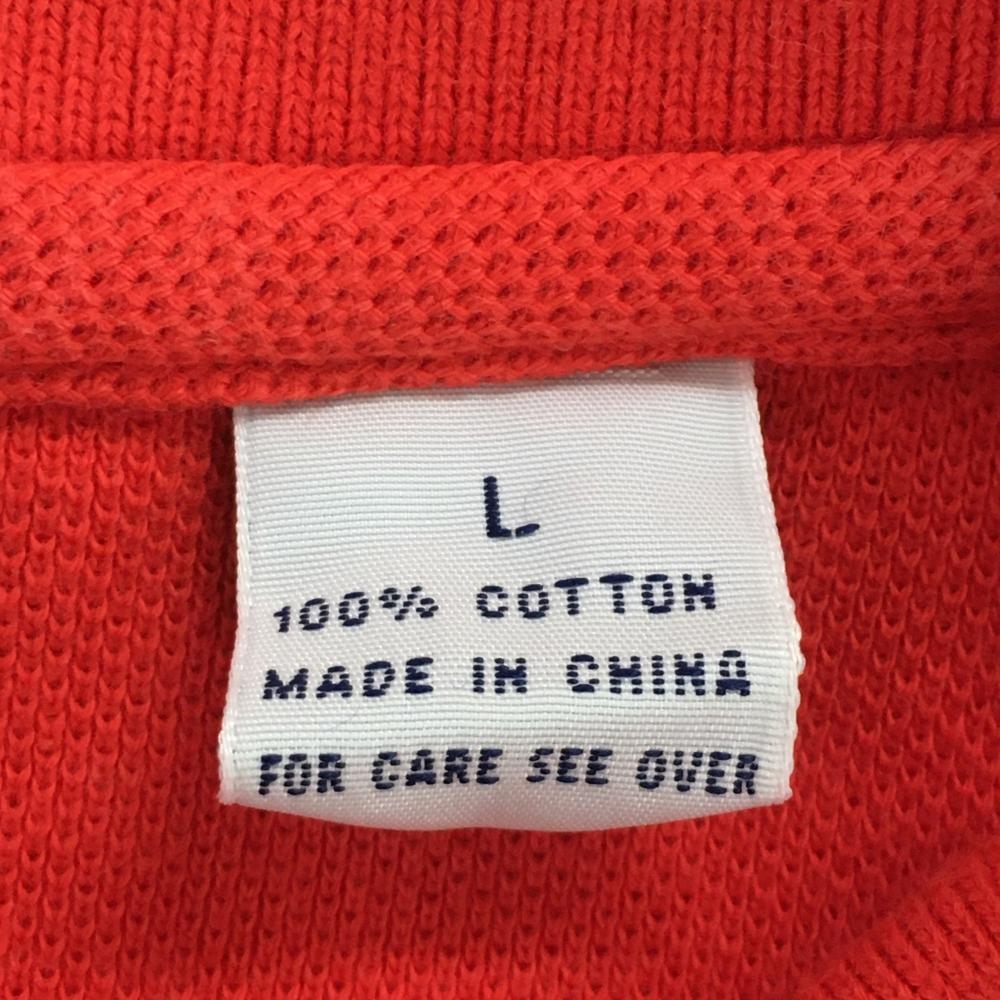 L
100% COTTON
MADE IN CHINA
FOR CARE SEE OVER